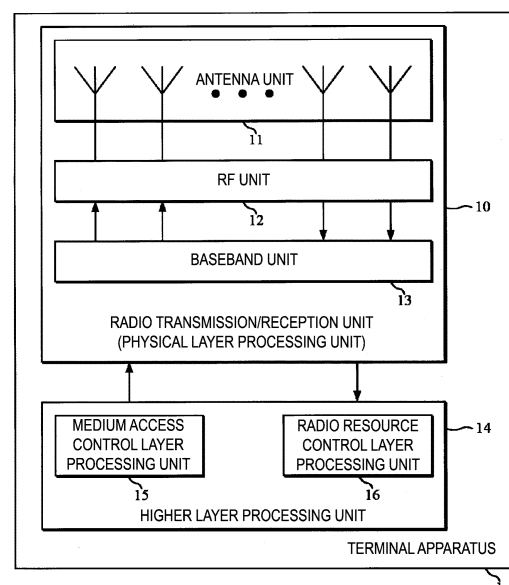 ANTENNA UNIT
11
RF UNIT
12
10
BASEBAND UNIT
13
RADIO TRANSMISSION/RECEPTION UNIT
(PHYSICAL LAYER PROCESSING UNIT)
MEDIUM ACCESS
CONTROL LAYER
PROCESSING UNIT
15
RADIO RESOURCE
CONTROL LAYER
PROCESSING UNIT
16
14
HIGHER LAYER PROCESSING UNIT
TERMINAL APPARATUS